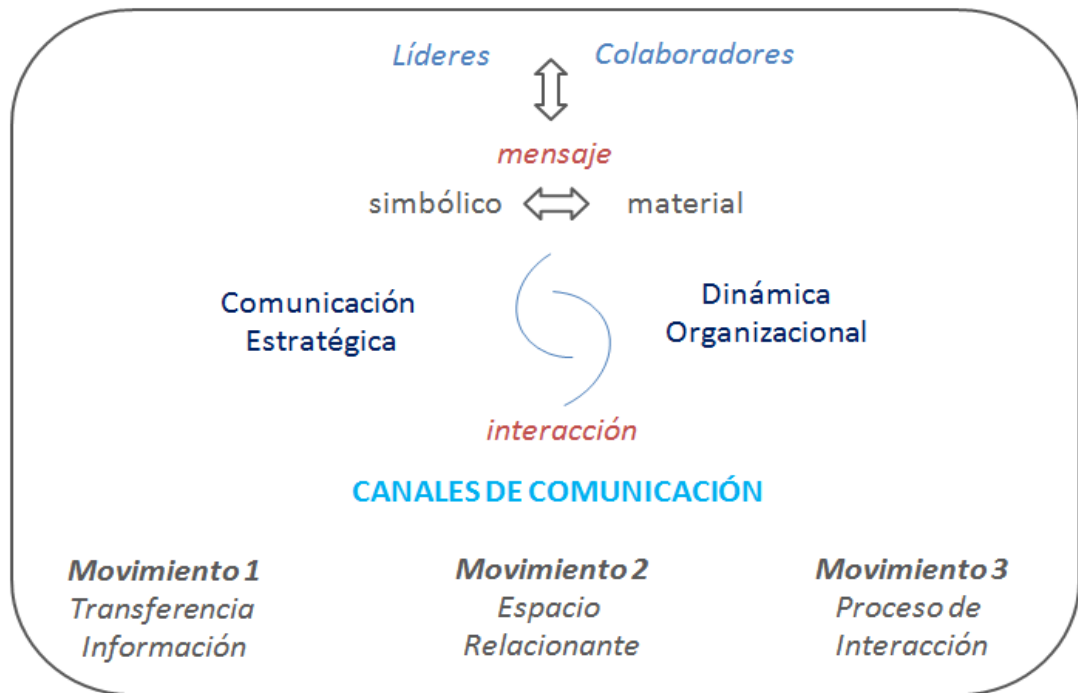 Líderes Colaboradores
mensaje
simbólico material
Comunicación
Estratégica
Dinámica
Organizacional
interacción
CANALES DE COMUNICACIÓN
Movimiento 1
Transferencia
Información
Movimiento 2
Espacio
Relacionante
Movimiento 3
Proceso de
Interacción